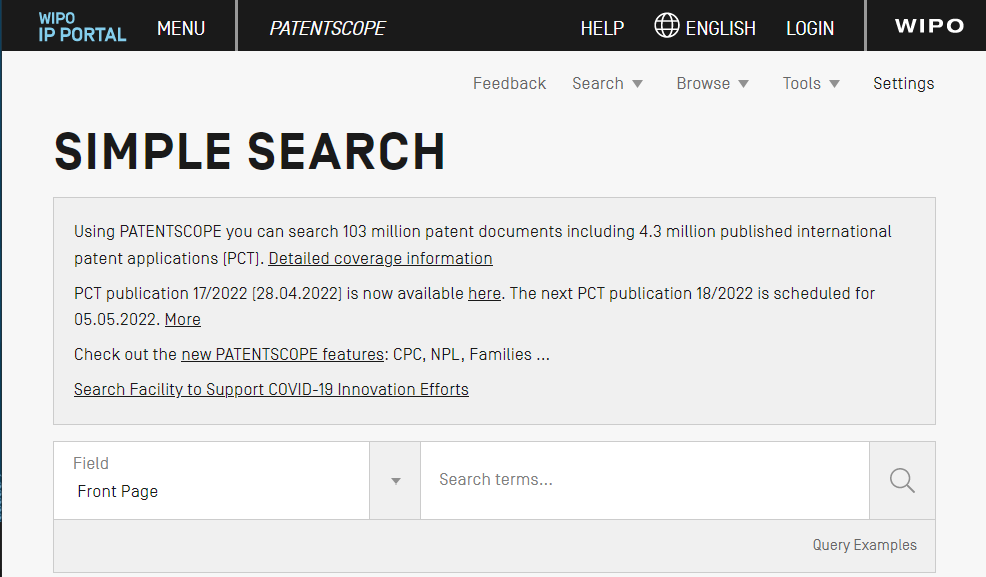 WIPO
IP PORTAL
MENU
PATENTSCOPE
HELP
ENGLISH
LOGIN
WIPO
Feedback
Search
Browse
Tools
Settings
SIMPLE SEARCH
Using PATENTSCOPE you can search 103 million patent documents including 4.3 million published international
patent applications (PCT). Detailed coverage information
PCT publication 17/2022 (28.04.2022) is now available here. The next PCT publication 18/2022 is scheduled for
05.05.2022. More
Check out the new PATENTSCOPE features: CPC, NPL, Families ...
Search Facility to Support COVID-19 Innovation Efforts
Field
Front Page
Search terms...
Query Examples